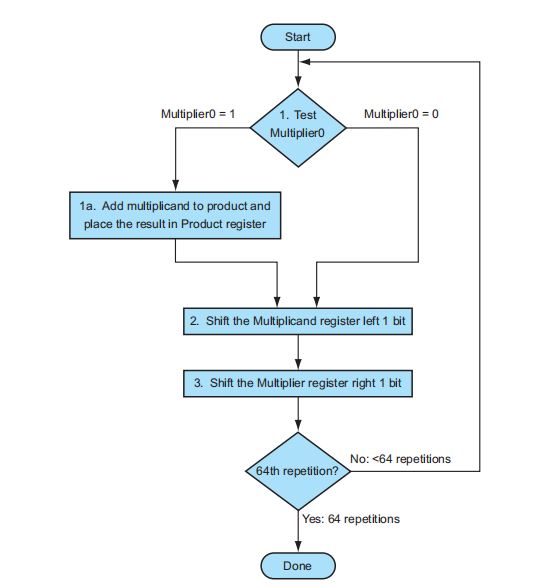 Start
Multiplier0 = 1
1. Test
Multiplier0
Multiplier0 = 0
1a. Add multiplicand to product and
place the result in Product register
2. Shift the Multiplicand register left 1 bit
3. Shift the Multiplier register right 1 bit
64th repetition?
No: <64 repetitions
Yes: 64 repetitions
Done